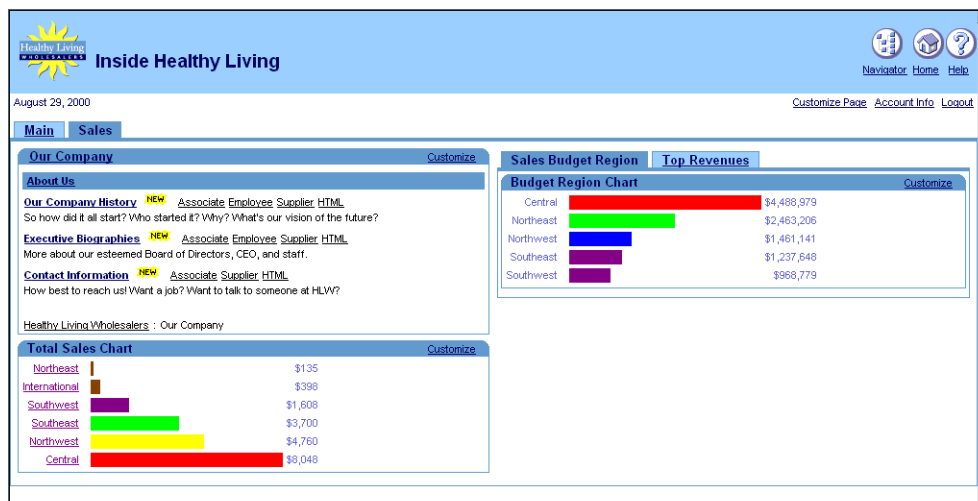 Healthy Living
WHOLESALERS
Inside Healthy Living
Navigator Home Help
August 29, 2000
Customize Page Account Info Logout
Main Sales
Our Company Customize
About Us
Our Company History NEW Associate Employee Supplier HTML
So how did it all start? Who started it? Why? What's our vision of the future?
Executive Biographies NEW Associate Employee Supplier HTML
More about our esteemed Board of Directors, CEO, and staff.
Contact Information NEW Associate Supplier HTML
How best to reach us! Want a job? Want to talk to someone at HLW?
Healthy Living Wholesalers : Our Company
Total Sales Chart Customize
Northeast $135
International $398
Southwest $1,608
Southeast $3,700
Northwest $4,760
Central $8,048
Sales Budget Region Top Revenues
Budget Region Chart Customize
Central $4,488,979
Northeast $2,463,206
Northwest $1,461,141
Southeast $1,237,648
Southwest $968,779